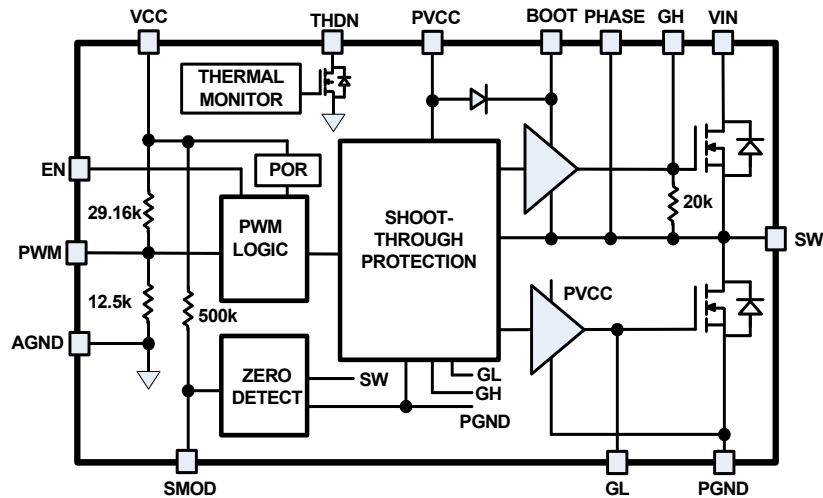 VCC
THDN
PVCC
BOOT
PHASE
GH
VIN
THERMAL
MONITOR
EN
POR
29.16k
PWM
LOGIC
SHOOT-
THROUGH
PROTECTION
20k
PWM
SW
12.5k
500k
PVCC
AGND
ZERO
DETECT
SW
GL
GH
PGND
SMOD
GL
PGND